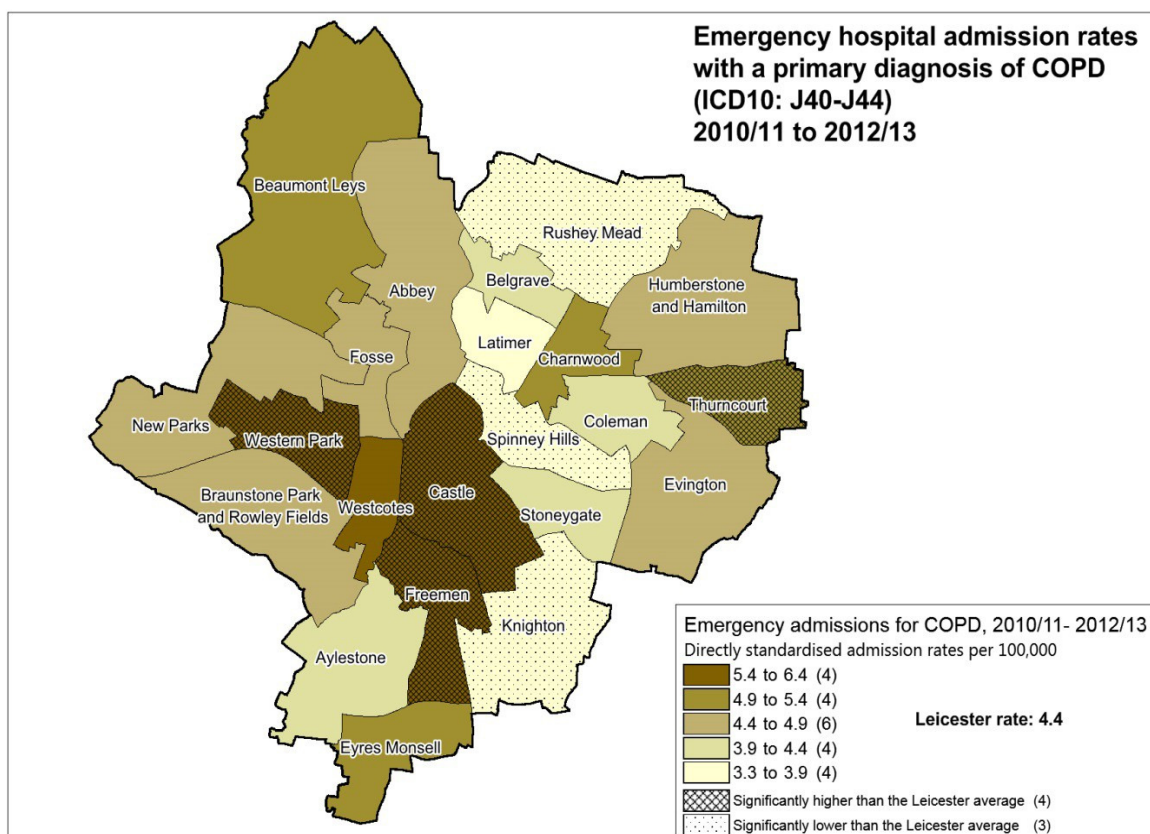 Emergency hospital admission rates
with a primary diagnosis of COPD
(ICD10: J40-J44)
2010/11 to 2012/13
Beaumont Leys
Rushey Mead
Belgrave
Abbey
Humberstone
and Hamilton
Latimer
Fosse
Charnwood
Thurncourt
New Parks
Coleman
Western Park
Spinney Hills
Evington
Braunstone Park
and Rowley Fields
Westcotes
Castle
Stoneygate
Freemen
Knighton
Aylestone
Eyres Monsell
Emergency admissions for COPD, 2010/11- 2012/13
Directly standardised admission rates per 100,000
5.4 to 6.4 (4)
4.9 to 5.4 (4)
4.4 to 4.9 (6)
Leicester rate: 4.4
3.9 to 4.4 (4)
3.3 to 3.9 (4)
Significantly higher than the Leicester average (4)
Significantly lower than the Leicester average (3)